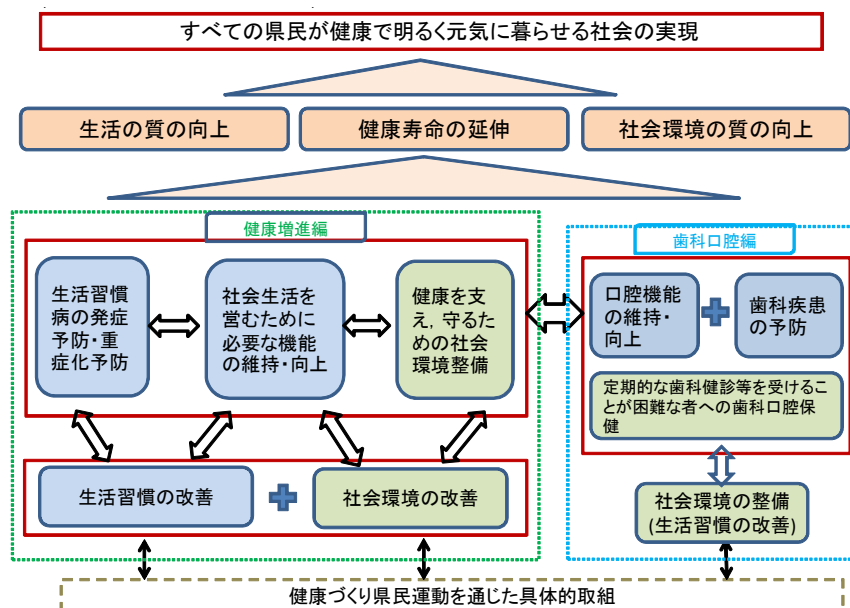 すべての県民が健康で明るく元気に暮らせる社会の実現
生活の質の向上
健康寿命の延伸
社会環境の質の向上
健康増進編
生活習慣
病の発症
予防・重
症化予防
社会生活を
営むために
必要な機能
の維持・向上
健康を支
え，守るた
めの社会
環境整備
生活習慣の改善
社会環境の改善
歯科口腔編
口腔機能
の維持・
向上
歯科疾患
の予防
定期的な歯科健診等を受けるこ
とが困難な者への歯科口腔保
健
社会環境の整備
(生活習慣の改善)
健康づくり県民運動を通じた具体的取組